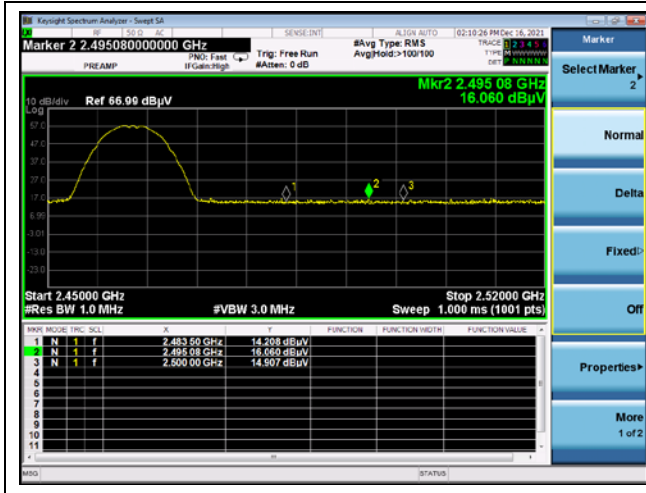 Keysight Spectrum Analyzer - Swept SA
RF 50 Ω AC SENSE:INT ALIGN AUTO 02:10:26 PM Dec 16, 2021
Marker 2 2.495080000000 GHz
PREAMP
PNO: Fast
IFGain:High
Trig: Free Run
#Atten: 0 dB
#Avg Type: RMS
Avg|Hold:>100/100
TRACE 1 2 3 4 5 6
TYPE M
DET P N N N N N
Mkr2 2.495 08 GHz
16.060 dBµV
10 dB/div Ref 66.99 dBµV
Log
57.0
47.0
37.0
27.0
17.0
6.99
-3.01
-13.0
-23.0
1
2
3
Start 2.45000 GHz Stop 2.52000 GHz
#Res BW 1.0 MHz #VBW 3.0 MHz Sweep 1.000 ms (1001 pts)
MKR MODE TRC SCL X Y FUNCTION FUNCTION WIDTH FUNCTION VALUE
1 N 1 f 2.483 50 GHz 14.208 dBµV
2 N 1 f 2.495 08 GHz 16.060 dBµV
3 N 1 f 2.500 00 GHz 14.907 dBµV
4
5
6
7
8
9
10
11
MSG STATUS
Marker
Select Marker
2
Normal
Delta
Fixed
Off
Properties
More
1 of 2